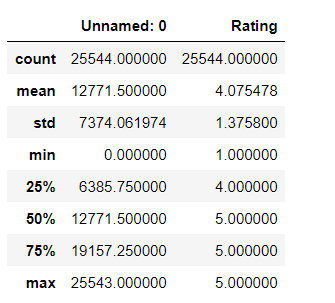 Unnamed: 0 Rating
count 25544.000000 25544.000000
mean 12771.500000 4.075478
std 7374.061974 1.375800
min 0.000000 1.000000
25% 6385.750000 4.000000
50% 12771.500000 5.000000
75% 19157.250000 5.000000
max 25543.000000 5.000000